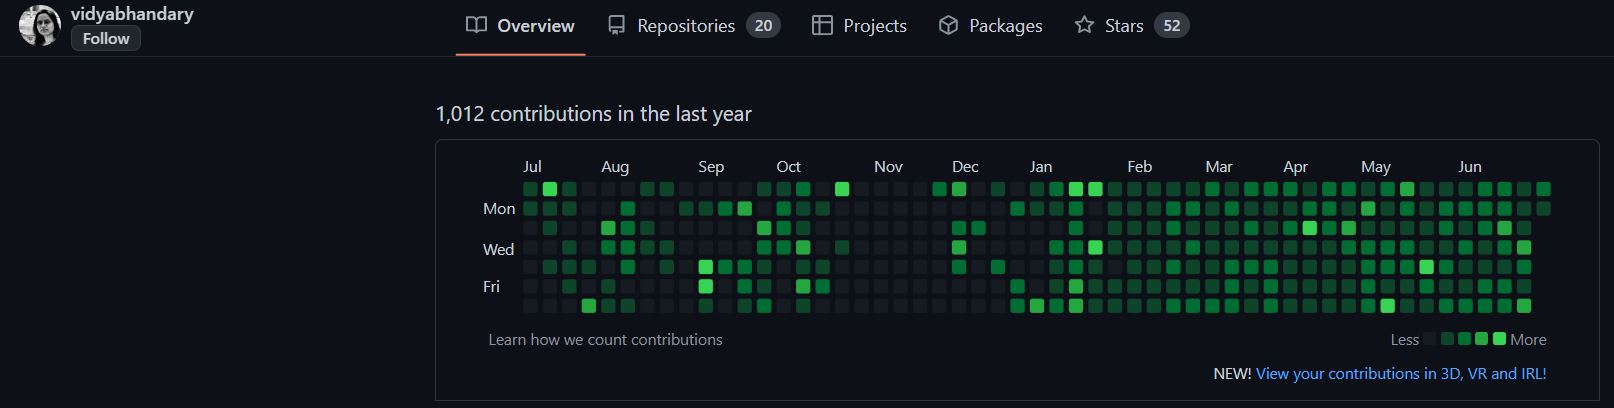 vidyabhandary
Follow
Overview Repositories 20 Projects Packages Stars 52
1,012 contributions in the last year
Jul Aug Sep Oct Nov Dec Jan Feb Mar Apr May Jun
Mon
Wed
Fri
Learn how we count contributions Less More
NEW! View your contributions in 3D, VR and IRL!